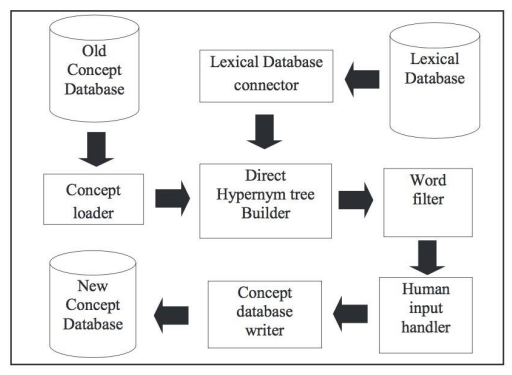 Old
Concept
Database
Lexical Database
connector
Lexical
Database
Concept
loader
Direct
Hypernym tree
Builder
Word
filter
New
Concept
Database
Concept
database
writer
Human
input
handler